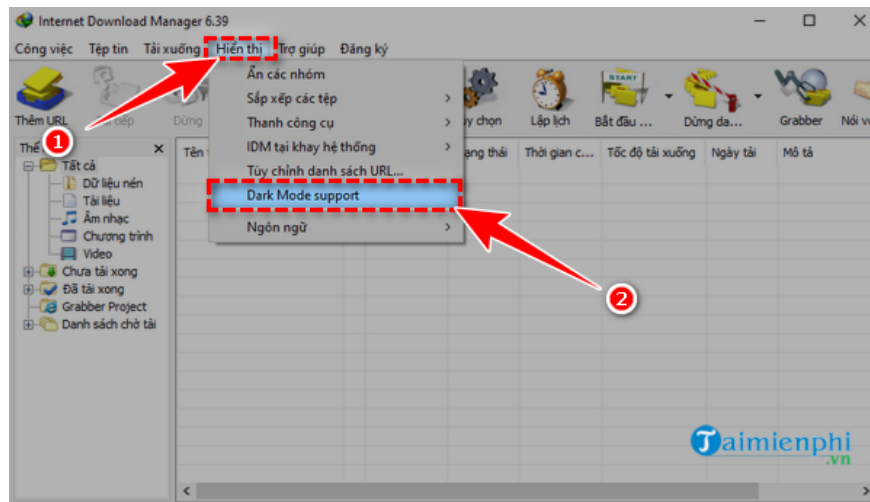 Internet Download Manager 6.39
Công việc Tệp tin Tải xuống Hiển thị Trợ giúp Đăng ký
Thêm URL Dừng Lập lịch Bắt đầu ... Dừng da... Grabber
Ẩn các nhóm
Sắp xếp các tệp
Thanh công cụ
IDM tại khay hệ thống
Tùy chỉnh danh sách URL...
Dark Mode support
Ngôn ngữ
1
2
Tên Thời gian c... Tốc độ tải xuống Ngày tải Mô tả
Tất cả
Dữ liệu nén
Tài liệu
Âm nhạc
Chương trình
Video
Chưa tải xong
Đã tải xong
Grabber Project
Danh sách chờ tải
Taimienphi
.vn